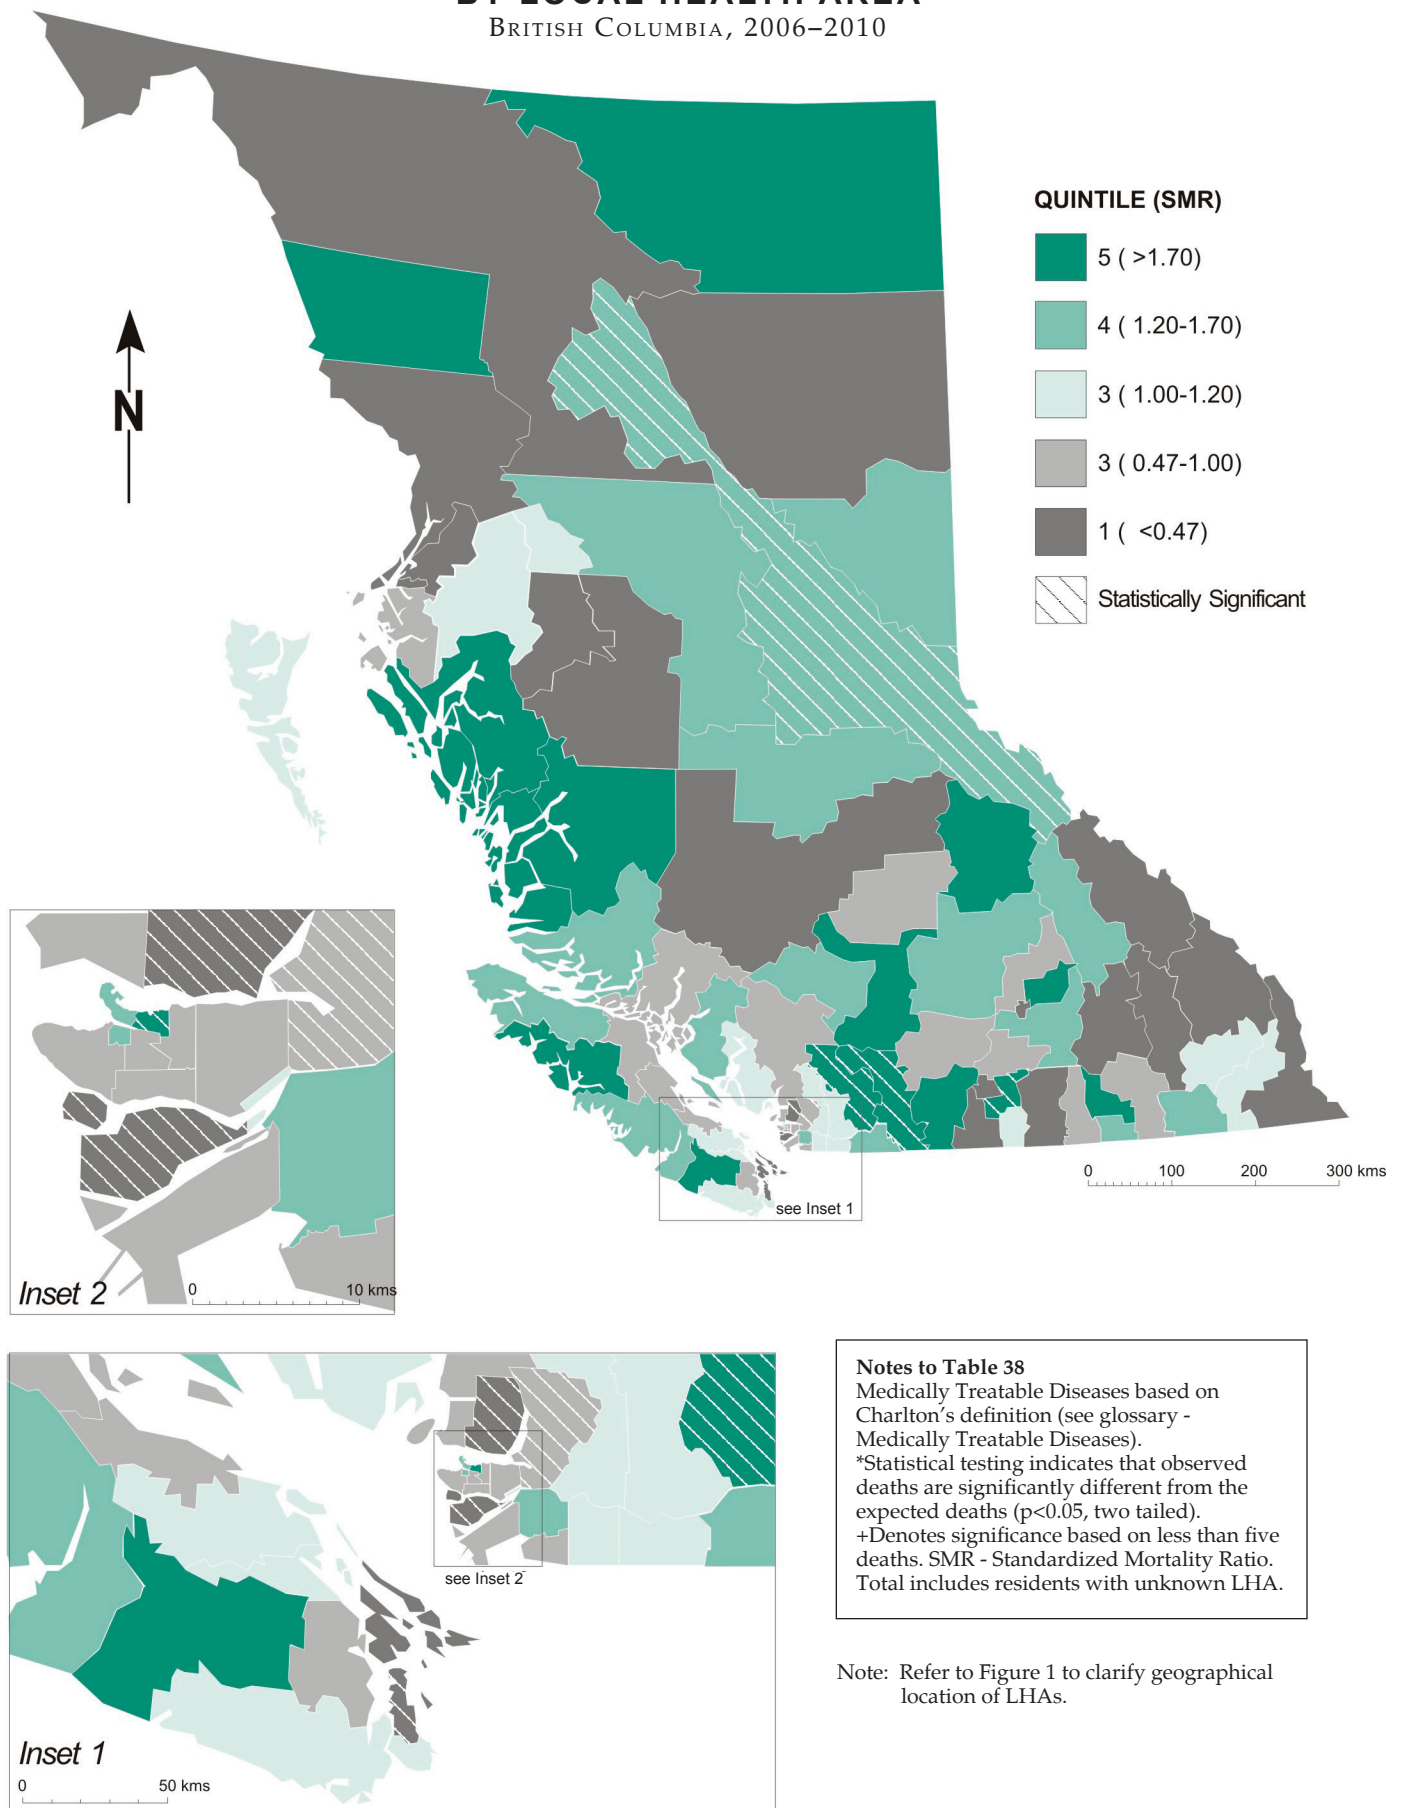 BY LOCAL HEALTH AREA
BRITISH COLUMBIA, 2006–2010
QUINTILE (SMR)
5 ( >1.70)
4 ( 1.20-1.70)
3 ( 1.00-1.20)
3 ( 0.47-1.00)
1 ( <0.47)
Statistically Significant
N
0 100 200 300 kms
see Inset 1
Inset 2
0 10 kms
see Inset 2
Inset 1
0 50 kms
Notes to Table 38
Medically Treatable Diseases based on
Charlton's definition (see glossary -
Medically Treatable Diseases).
*Statistical testing indicates that observed
deaths are significantly different from the
expected deaths (p<0.05, two tailed).
+Denotes significance based on less than five
deaths. SMR - Standardized Mortality Ratio.
Total includes residents with unknown LHA.
Note: Refer to Figure 1 to clarify geographical
location of LHAs.